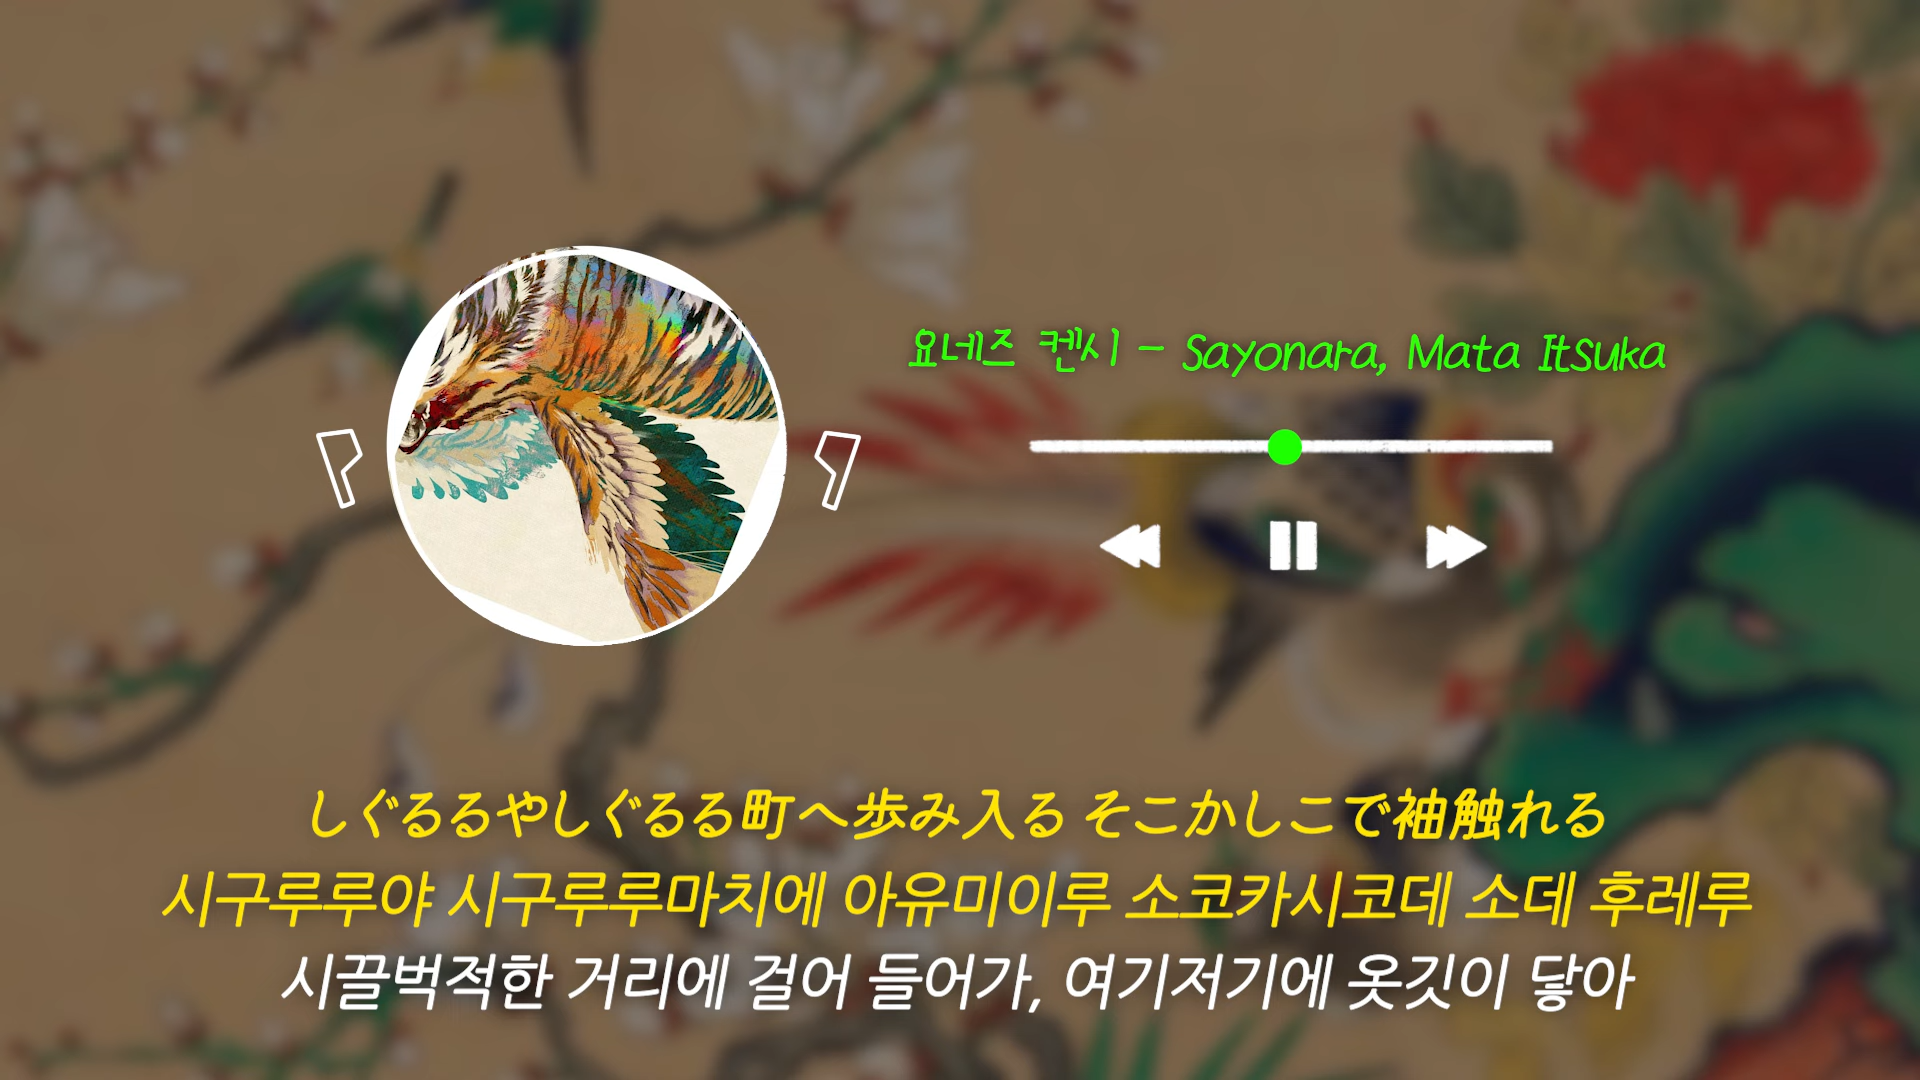 요네즈 켄시 - Sayonara, Mata Itsuka
しぐるるやしぐるる町へ歩み入る そこかしこで袖触れる
시구루루야 시구루루마치에 아유미이루 소코카시코데 소데 후레루
시끌벅적한 거리에 걸어 들어가, 여기저기에 옷깃이 닿아